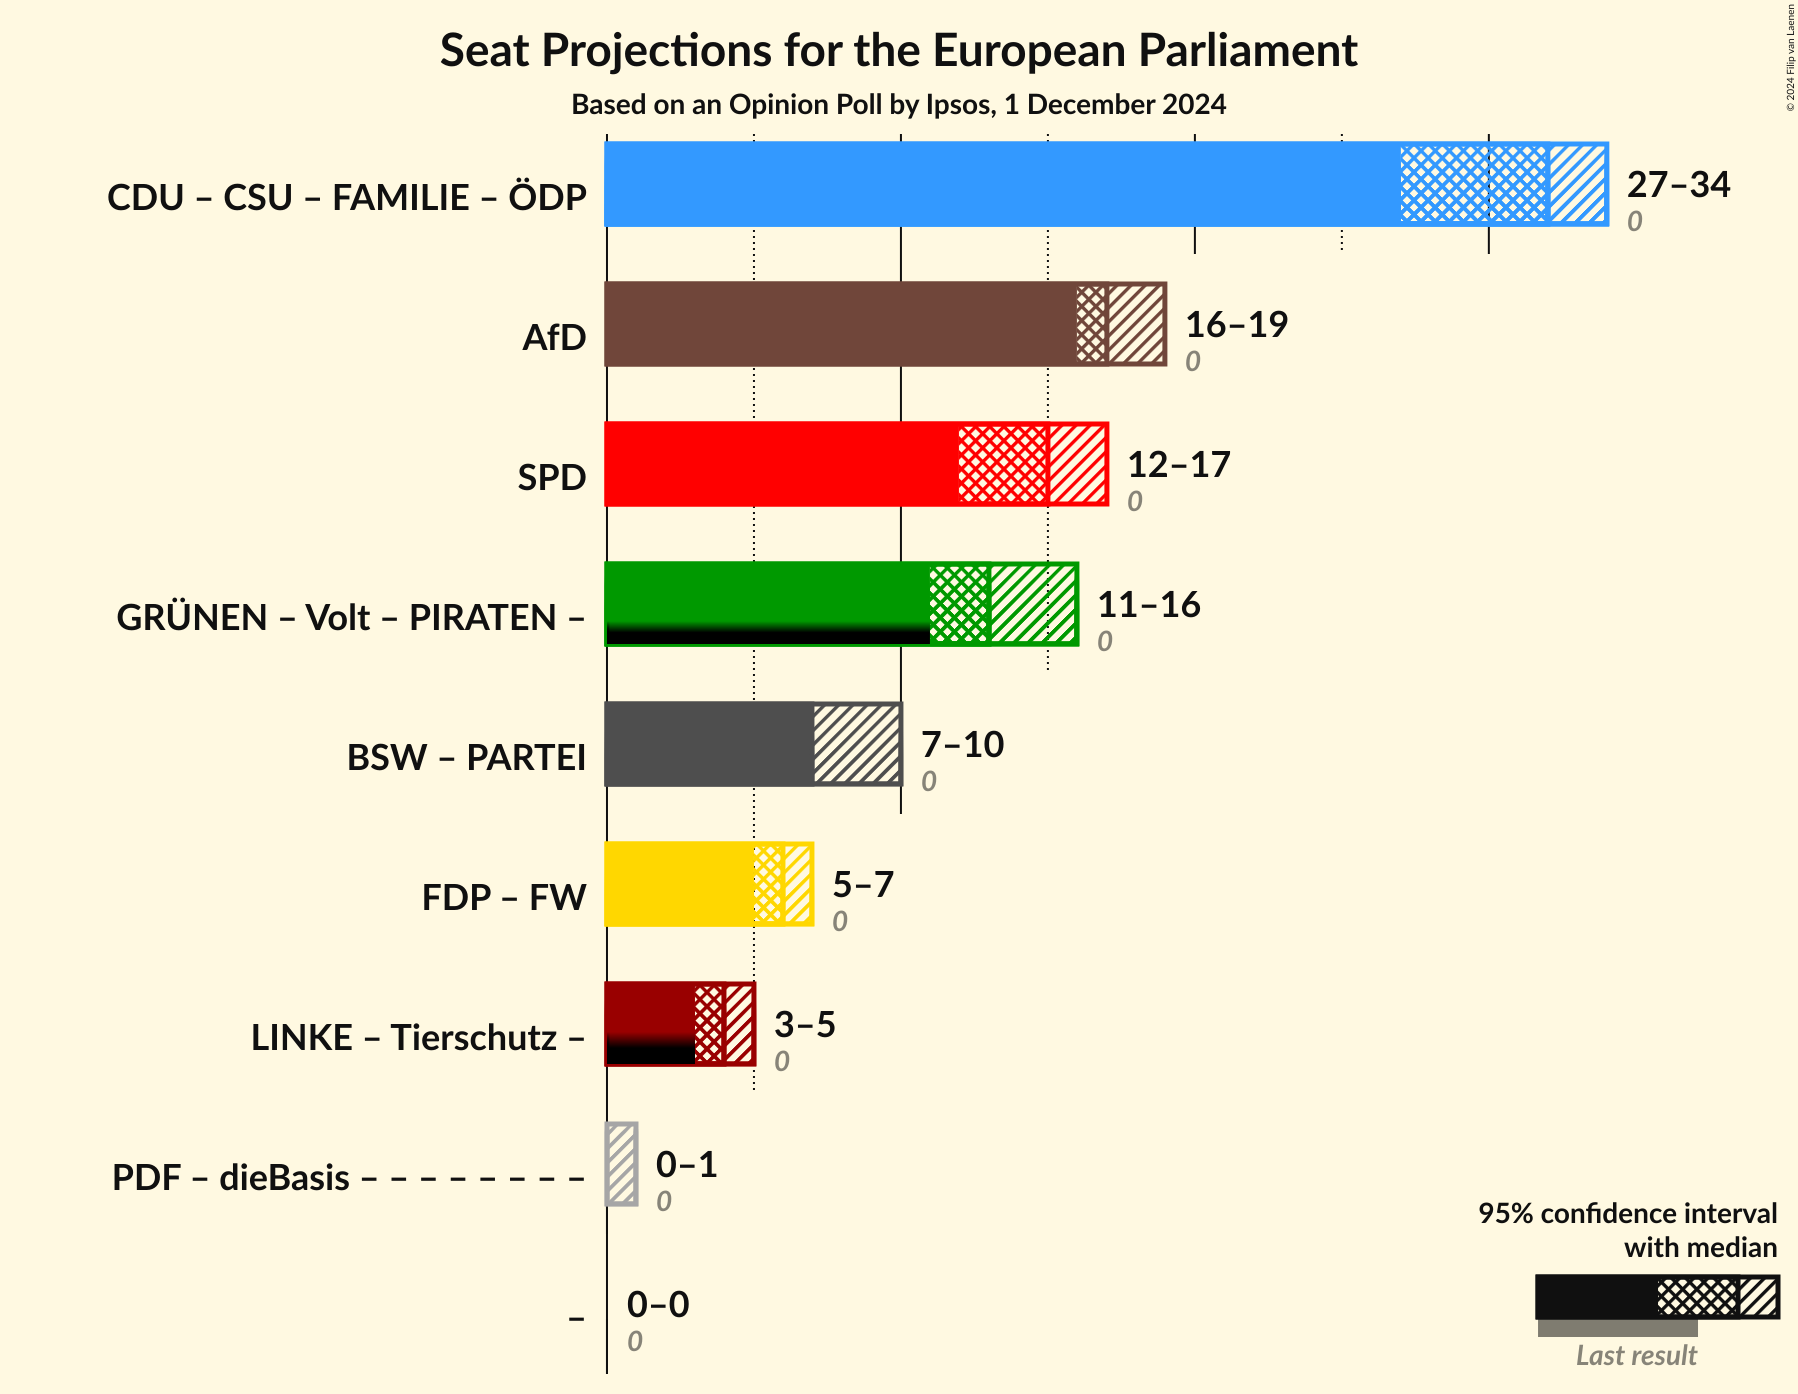 Seat Projections for the European Parliament
Based on an Opinion Poll by Ipsos, 1 December 2024
© 2024 Filip van Laenen
CDU – CSU – FAMILIE – ÖDP
27–34
0
AfD
16–19
0
SPD
12–17
0
GRÜNEN – Volt – PIRATEN –
11–16
0
BSW – PARTEI
7–10
0
FDP – FW
5–7
0
LINKE – Tierschutz –
3–5
0
PDF – dieBasis – – – – – – – –
0–1
0
–
0–0
0
95% confidence interval
with median
Last result